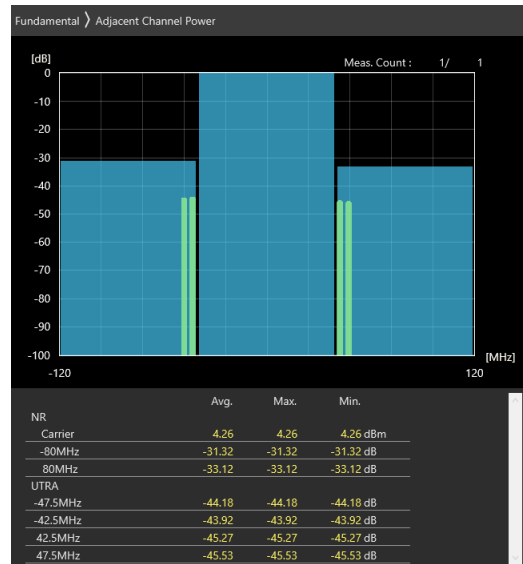 Fundamental 〉 Adjacent Channel Power
[dB]
Meas. Count : 1/ 1
0
-10
-20
-30
-40
-50
-60
-70
-80
-90
-100
[MHz]
-120 120
Avg. Max. Min.
NR
Carrier 4.26 4.26 4.26 dBm
-80MHz -31.32 -31.32 -31.32 dB
80MHz -33.12 -33.12 -33.12 dB
UTRA
-47.5MHz -44.18 -44.18 -44.18 dB
-42.5MHz -43.92 -43.92 -43.92 dB
42.5MHz -45.27 -45.27 -45.27 dB
47.5MHz -45.53 -45.53 -45.53 dB